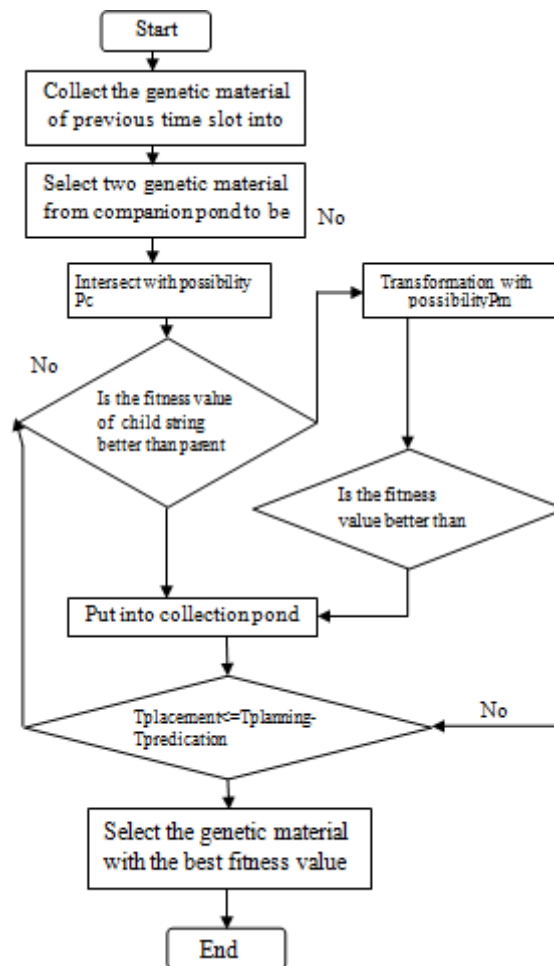 Start
Collect the genetic material
of previous time slot into
Select two genetic material
from companion pond to be
No
Intersect with possibility
Pc
Transformation with
possibilityPm
No
Is the fitness value
of child string
better than parent
Is the fitness
value better than
Put into collection pond
Tplacement<=Tplanning-
Tpredication
No
Select the genetic material
with the best fitness value
End